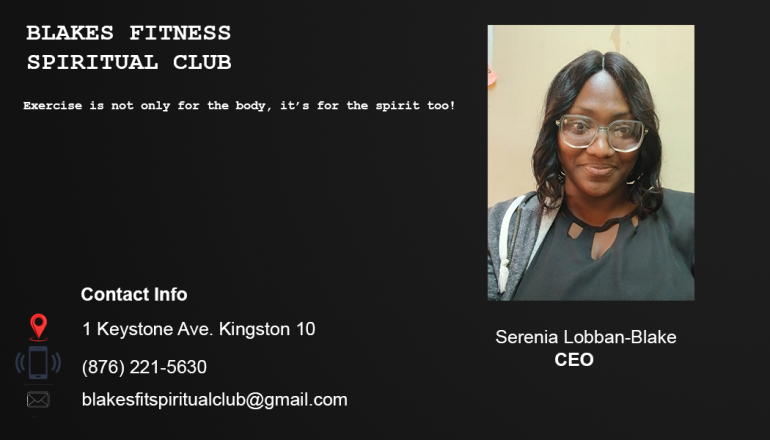 BLAKES FITNESS
SPIRITUAL CLUB
Exercise is not only for the body, it's for the spirit too!
Contact Info
1 Keystone Ave. Kingston 10
(876) 221-5630
blakesfitspiritualclub@gmail.com
Serenia Lobban-Blake
CEO